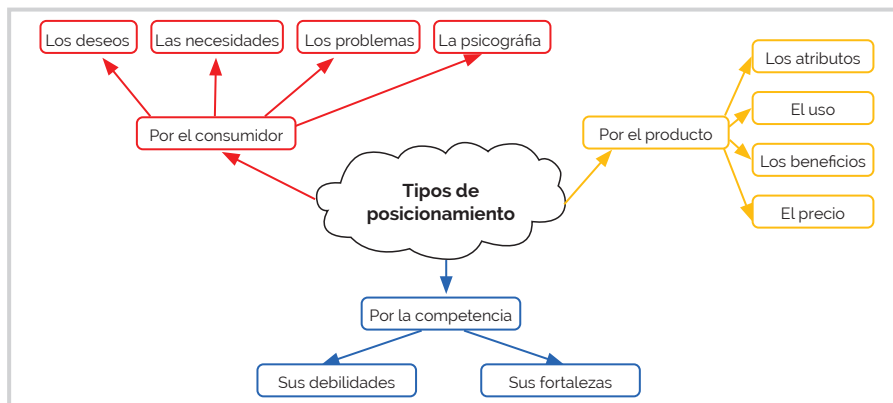 Los deseos
Las necesidades
Los problemas
La psicográfia
Por el consumidor
Los atributos
El uso
Por el producto
Los beneficios
El precio
Tipos de
posicionamiento
Por la competencia
Sus debilidades
Sus fortalezas